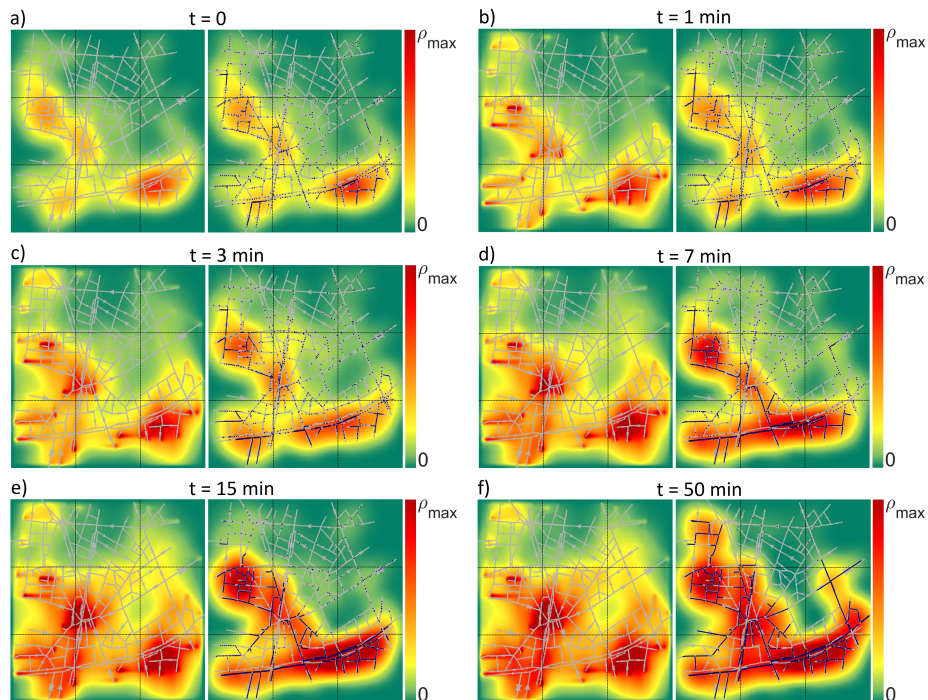 a) t = 0
ρmax
0
b) t = 1 min
ρmax
0
c) t = 3 min
ρmax
0
d) t = 7 min
ρmax
0
e) t = 15 min
ρmax
0
f) t = 50 min
ρmax
0